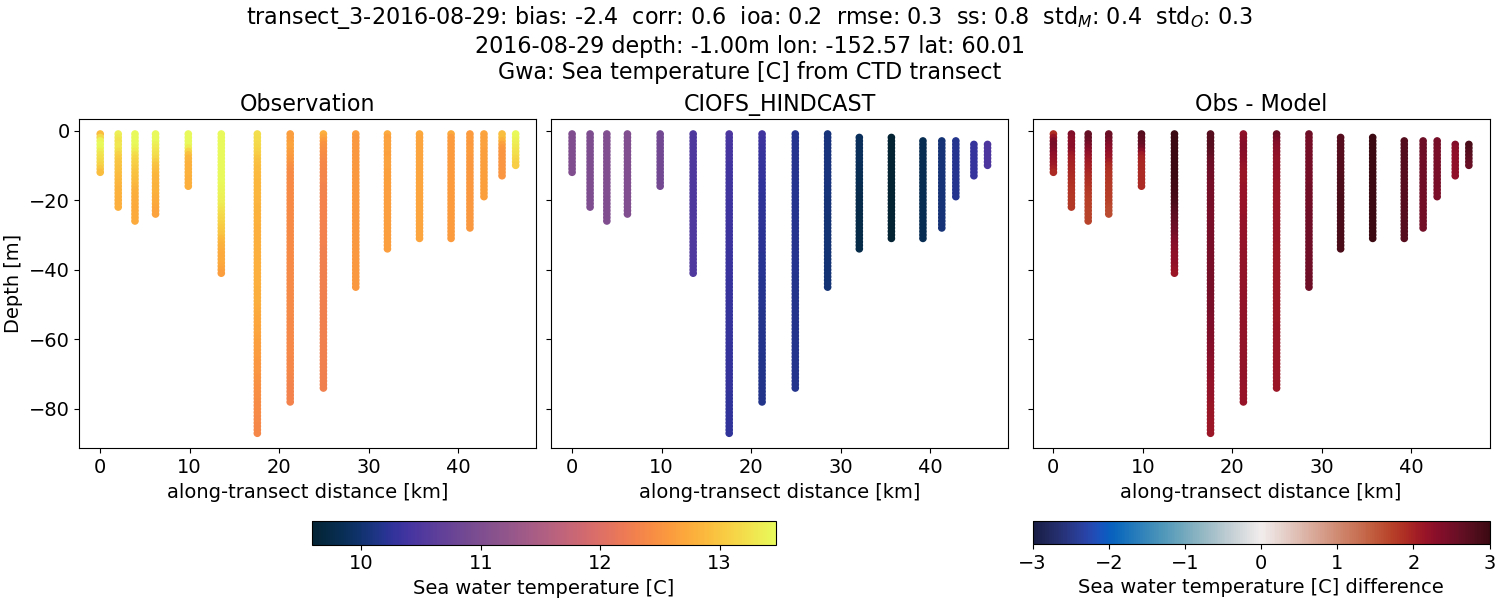 transect_3-2016-08-29: bias: -2.4  corr: 0.6  ioa: 0.2  rmse: 0.3  ss: 0.8  std_M: 0.4  std_O: 0.3
2016-08-29 depth: -1.00m lon: -152.57 lat: 60.01
Gwa: Sea temperature [C] from CTD transect
Observation
CIOFS_HINDCAST
Obs - Model
Depth [m]
0
−20
−40
−60
−80
0 10 20 30 40
0 10 20 30 40
0 10 20 30 40
along-transect distance [km]
along-transect distance [km]
along-transect distance [km]
10 11 12 13
Sea water temperature [C]
−3 −2 −1 0 1 2 3
Sea water temperature [C] difference